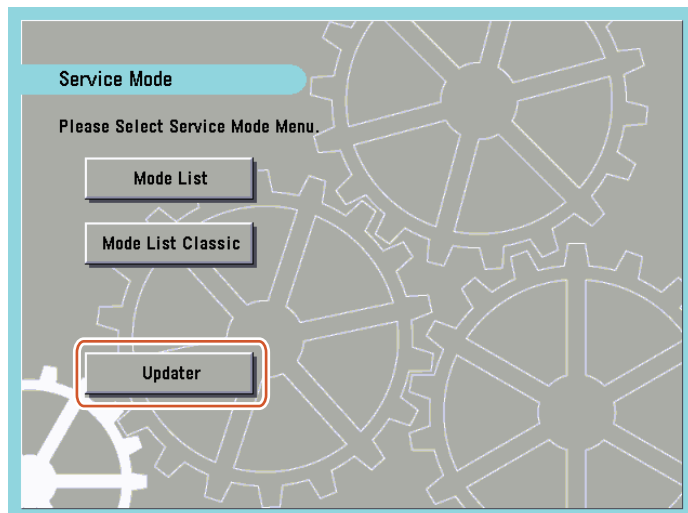 Service Mode
Please Select Service Mode Menu.
Mode List
Mode List Classic
Updater